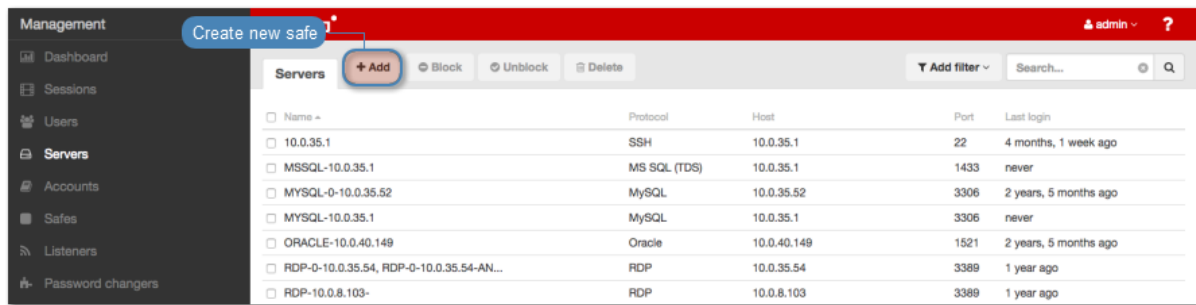 Management
Create new safe
admin
?
Dashboard
Sessions
Users
Servers
Accounts
Safes
Listeners
Password changers
Servers
+ Add
Block
Unblock
Delete
Add filter
Search...
Name Protocol Host Port Last login
10.0.35.1 SSH 10.0.35.1 22 4 months, 1 week ago
MSSQL-10.0.35.1 MS SQL (TDS) 10.0.35.1 1433 never
MYSQL-0-10.0.35.52 MySQL 10.0.35.52 3306 2 years, 5 months ago
MYSQL-10.0.35.1 MySQL 10.0.35.1 3306 never
ORACLE-10.0.40.149 Oracle 10.0.40.149 1521 2 years, 5 months ago
RDP-0-10.0.35.54, RDP-0-10.0.35.54-AN... RDP 10.0.35.54 3389 1 year ago
RDP-10.0.8.103- RDP 10.0.8.103 3389 1 year ago